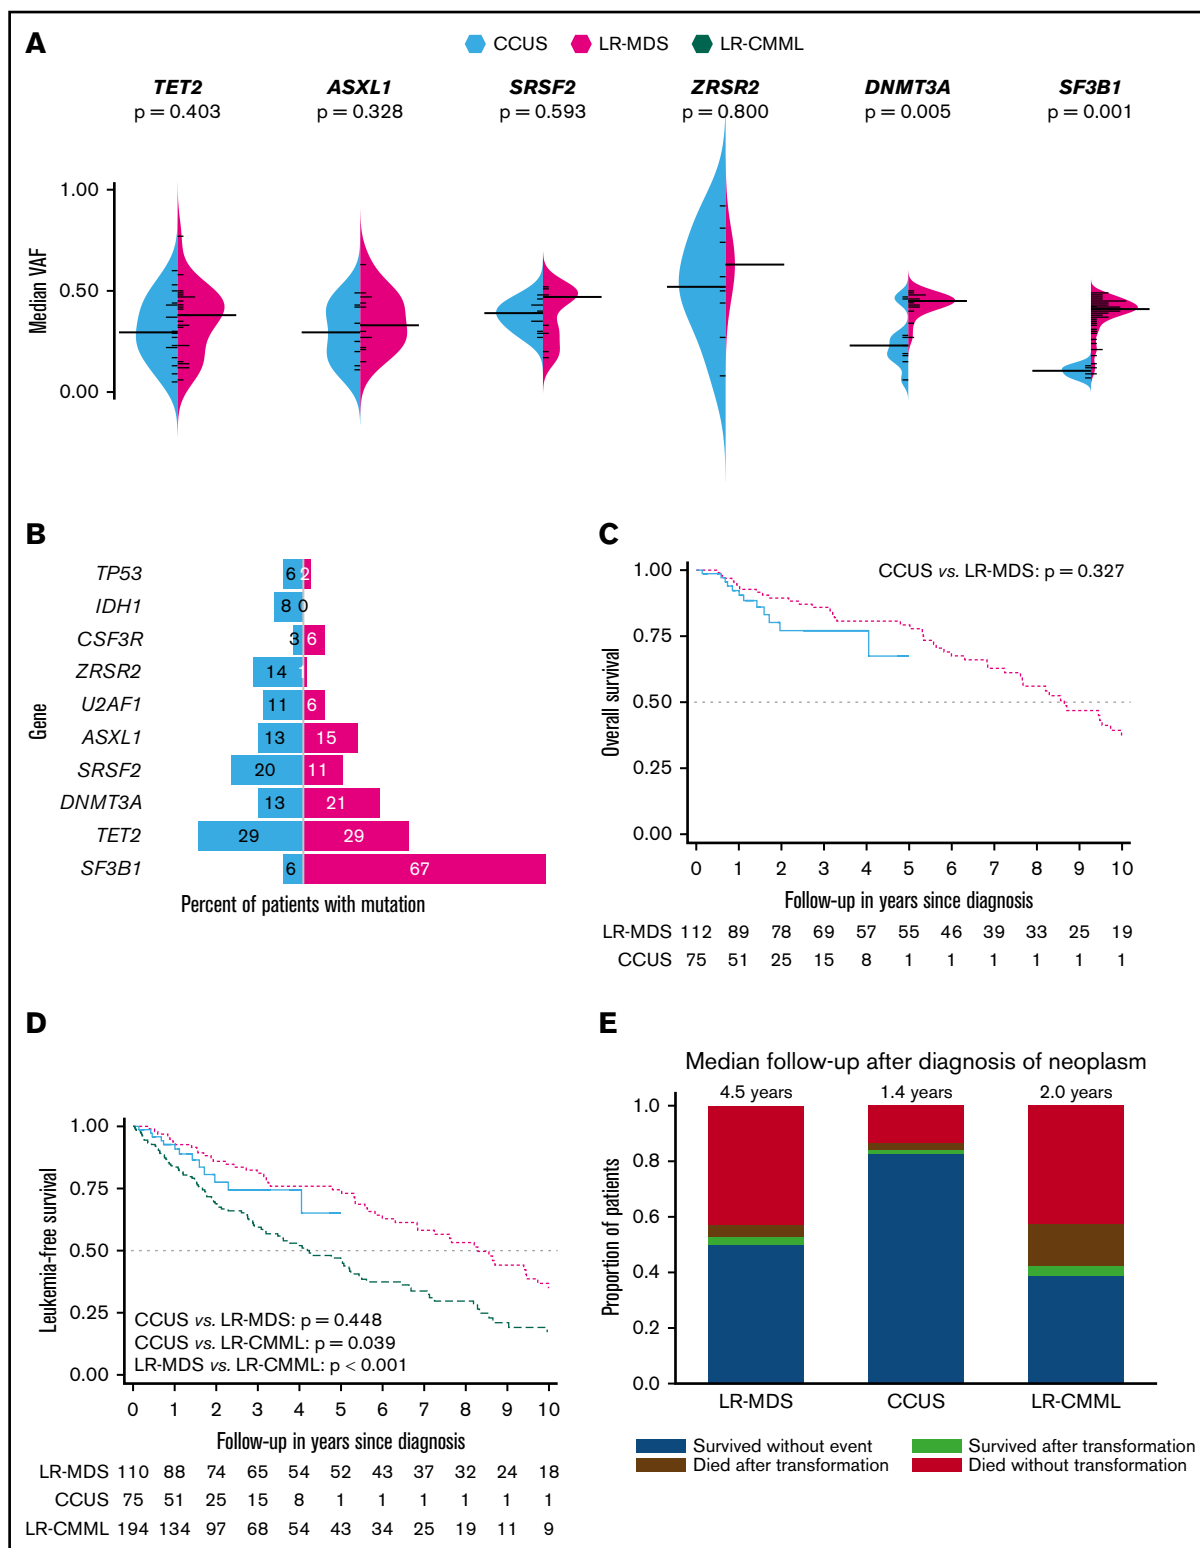 A
CCUS LR-MDS LR-CMML
TET2 ASXL1 SRSF2 ZRSR2 DNMT3A SF3B1
p = 0.403 p = 0.328 p = 0.593 p = 0.800 p = 0.005 p = 0.001
1.00
0.50
0.00
Median VAF
B
TP53 6 2
IDH1 8 0
CSF3R 3 6
ZRSR2 14 1
U2AF1 11 6
ASXL1 13 15
SRSF2 20 11
DNMT3A 13 21
TET2 29 29
SF3B1 6 67
Gene
Percent of patients with mutation
C
CCUS vs. LR-MDS: p = 0.327
1.00
0.75
0.50
0.25
0.00
Overall survival
0 1 2 3 4 5 6 7 8 9 10
Follow-up in years since diagnosis
LR-MDS 112 89 78 69 57 55 46 39 33 25 19
CCUS 75 51 25 15 8 1 1 1 1 1 1
D
1.00
0.75
0.50
0.25
0.00
Leukemia-free survival
CCUS vs. LR-MDS: p = 0.448
CCUS vs. LR-CMML: p = 0.039
LR-MDS vs. LR-CMML: p < 0.001
0 1 2 3 4 5 6 7 8 9 10
Follow-up in years since diagnosis
LR-MDS 110 88 74 65 54 52 43 37 32 24 18
CCUS 75 51 25 15 8 1 1 1 1 1 1
LR-CMML 194 134 97 68 54 43 34 25 19 11 9
E
Median follow-up after diagnosis of neoplasm
4.5 years 1.4 years 2.0 years
1.0
0.8
0.6
0.4
0.2
0.0
Proportion of patients
LR-MDS CCUS LR-CMML
Survived without event Survived after transformation
Died after transformation Died without transformation